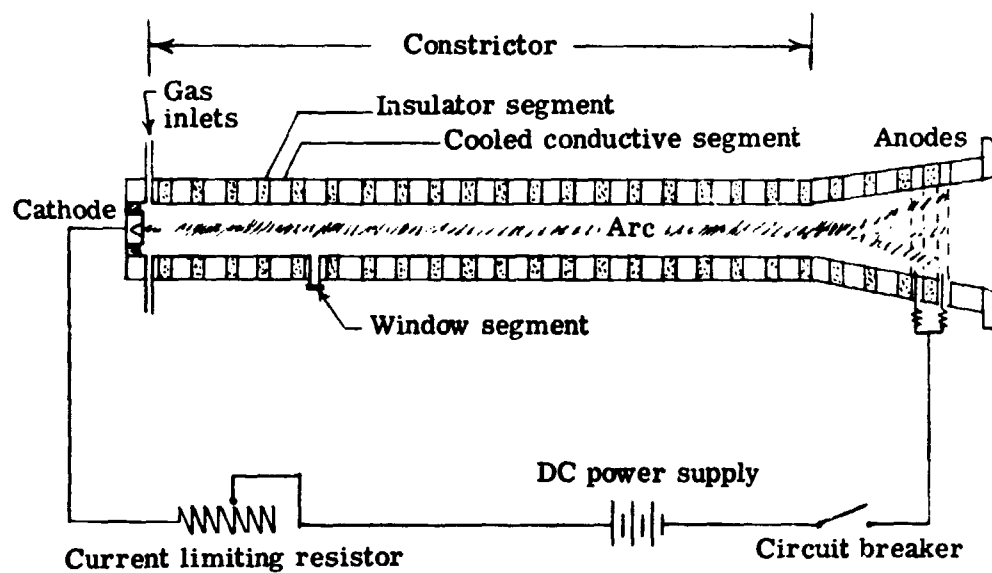 Constrictor
Gas
inlets
Insulator segment
Cooled conductive segment
Anodes
Cathode
Arc
Window segment
DC power supply
Current limiting resistor
Circuit breaker